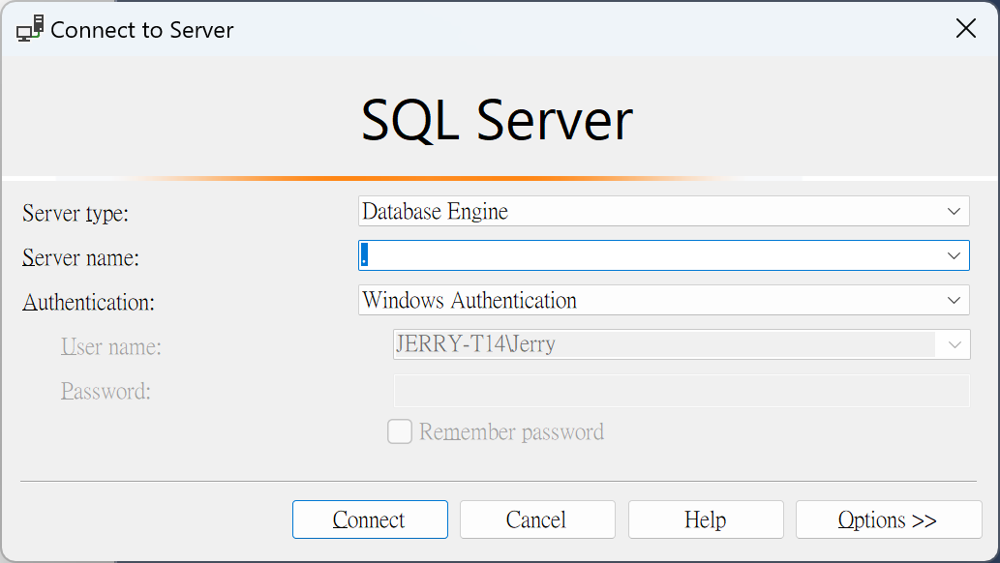 Connect to Server
SQL Server
Server type: Database Engine
Server name: .
Authentication: Windows Authentication
User name: JERRY-T14\Jerry
Password:
Remember password
Connect Cancel Help Options >>